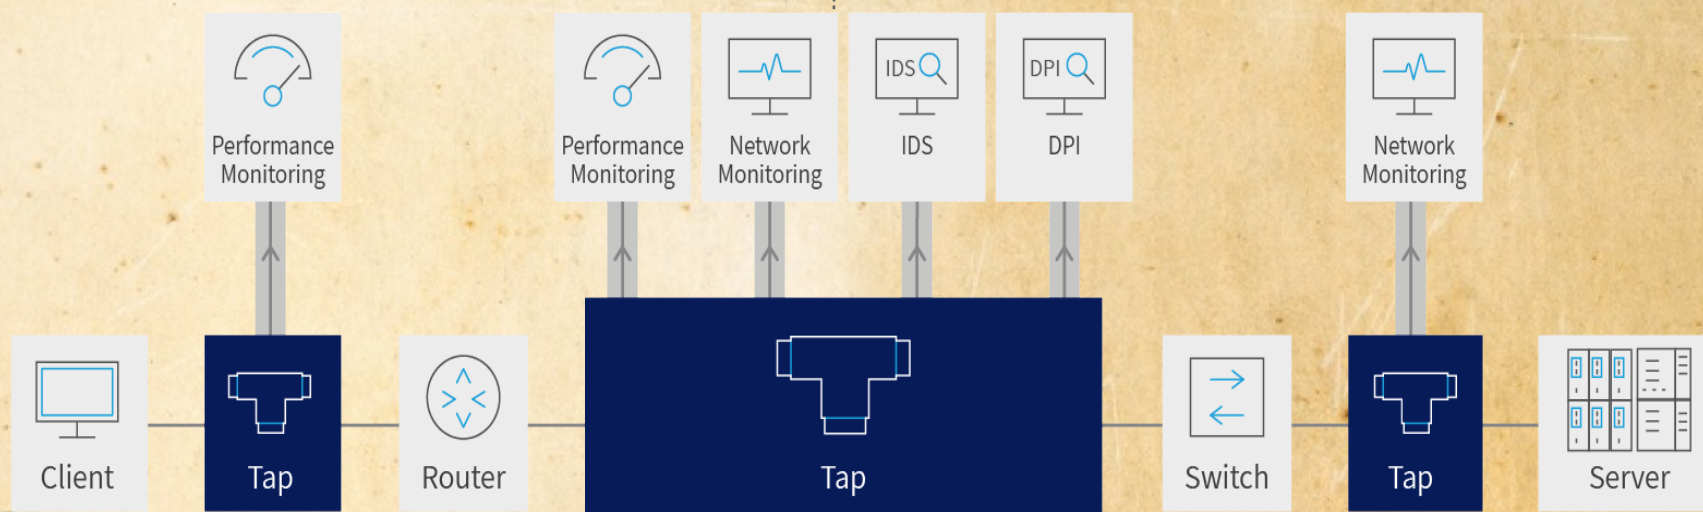 Performance
Monitoring
Performance
Monitoring
Network
Monitoring
IDS
IDS
DPI
DPI
Network
Monitoring
Client
Tap
Router
Tap
Switch
Tap
Server